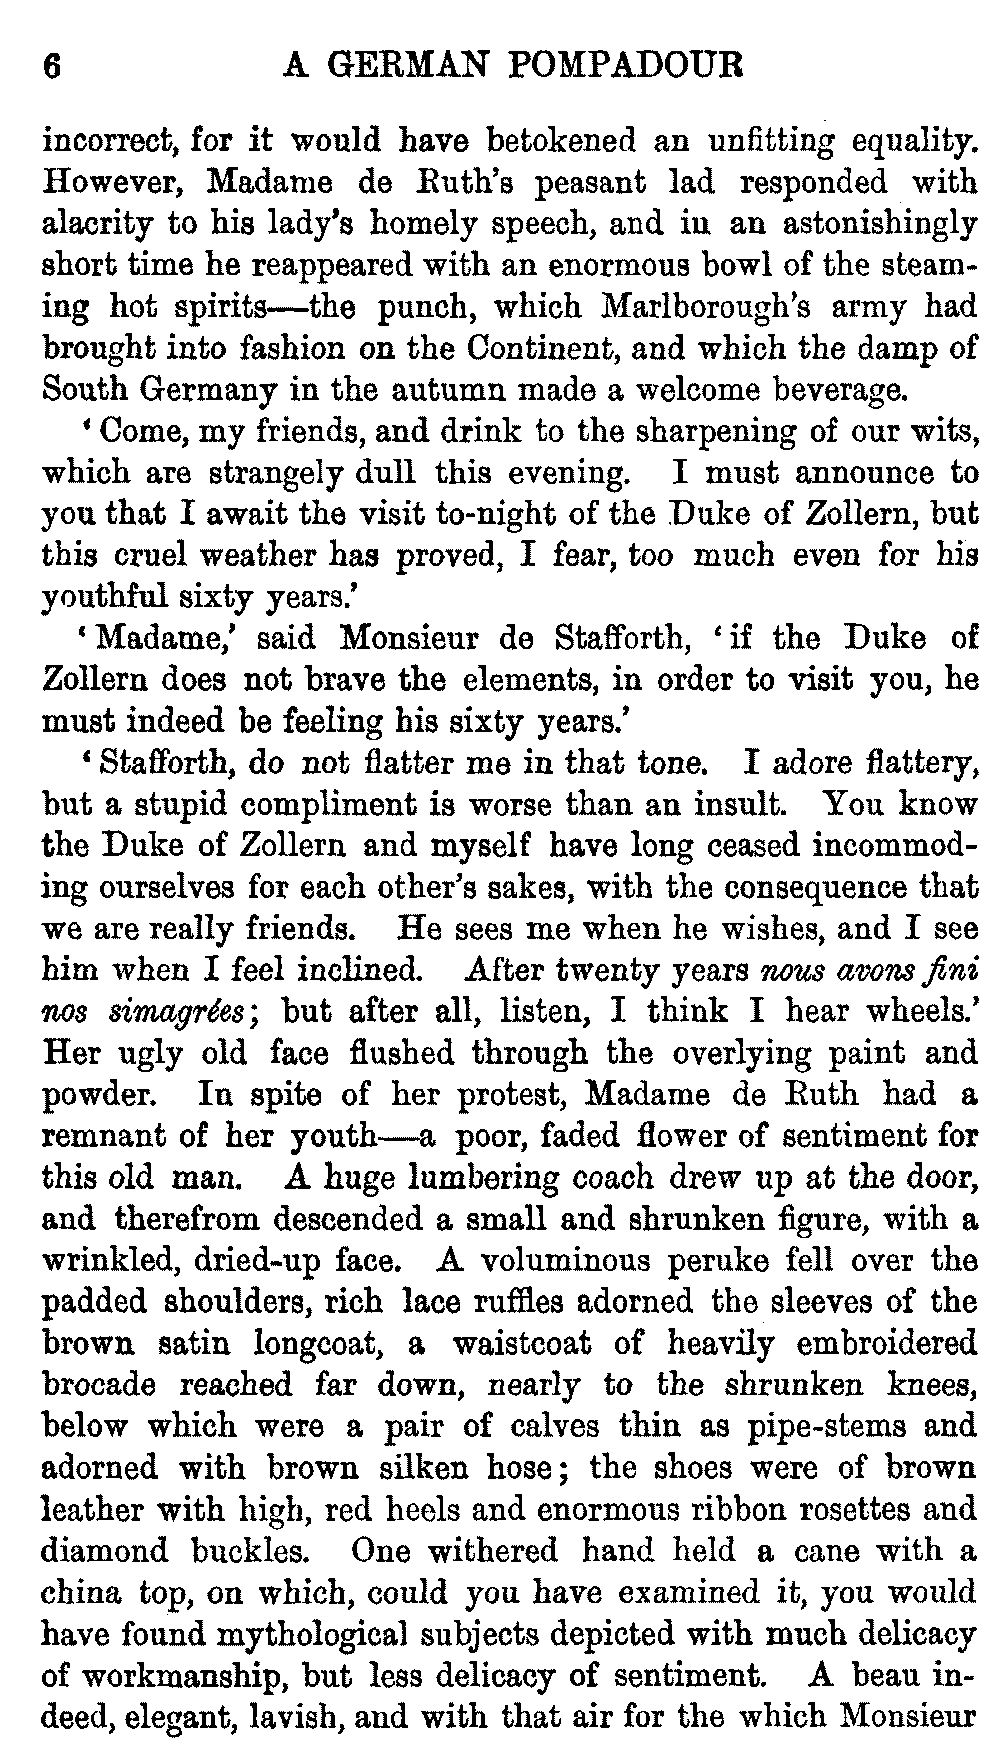 6 A GERMAN POMPADOUR
incorrect, for it would have betokened an unfitting equality.
However, Madame de Ruth's peasant lad responded with
alacrity to his lady's homely speech, and in an astonishingly
short time he reappeared with an enormous bowl of the steam-
ing hot spirits—the punch, which Marlborough's army had
brought into fashion on the Continent, and which the damp of
South Germany in the autumn made a welcome beverage.
'Come, my friends, and drink to the sharpening of our wits,
which are strangely dull this evening. I must announce to
you that I await the visit to-night of the Duke of Zollern, but
this cruel weather has proved, I fear, too much even for his
youthful sixty years.'
'Madame,' said Monsieur de Stafforth, 'if the Duke of
Zollern does not brave the elements, in order to visit you, he
must indeed be feeling his sixty years.'
'Stafforth, do not flatter me in that tone. I adore flattery,
but a stupid compliment is worse than an insult. You know
the Duke of Zollern and myself have long ceased incommod-
ing ourselves for each other's sakes, with the consequence that
we are really friends. He sees me when he wishes, and I see
him when I feel inclined. After twenty years nous avons fini
nos simagrées; but after all, listen, I think I hear wheels.'
Her ugly old face flushed through the overlying paint and
powder. In spite of her protest, Madame de Ruth had a
remnant of her youth—a poor, faded flower of sentiment for
this old man. A huge lumbering coach drew up at the door,
and therefrom descended a small and shrunken figure, with a
wrinkled, dried-up face. A voluminous peruke fell over the
padded shoulders, rich lace ruffles adorned the sleeves of the
brown satin longcoat, a waistcoat of heavily embroidered
brocade reached far down, nearly to the shrunken knees,
below which were a pair of calves thin as pipe-stems and
adorned with brown silken hose; the shoes were of brown
leather with high, red heels and enormous ribbon rosettes and
diamond buckles. One withered hand held a cane with a
china top, on which, could you have examined it, you would
have found mythological subjects depicted with much delicacy
of workmanship, but less delicacy of sentiment. A beau in-
deed, elegant, lavish, and with that air for the which Monsieur